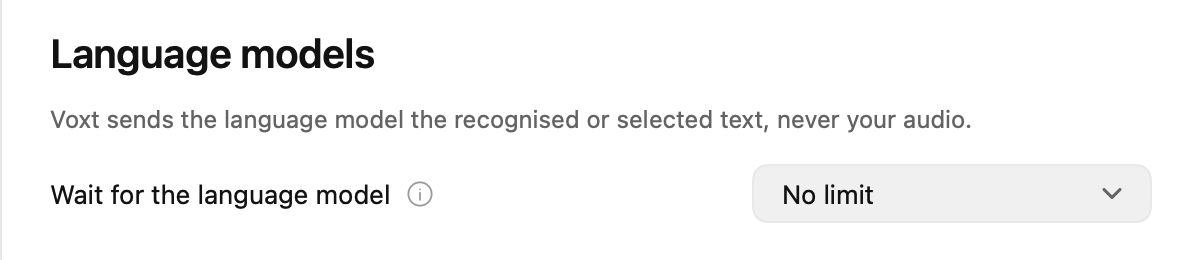 Language models
Voxt sends the language model the recognised or selected text, never your audio.
Wait for the language model
No limit